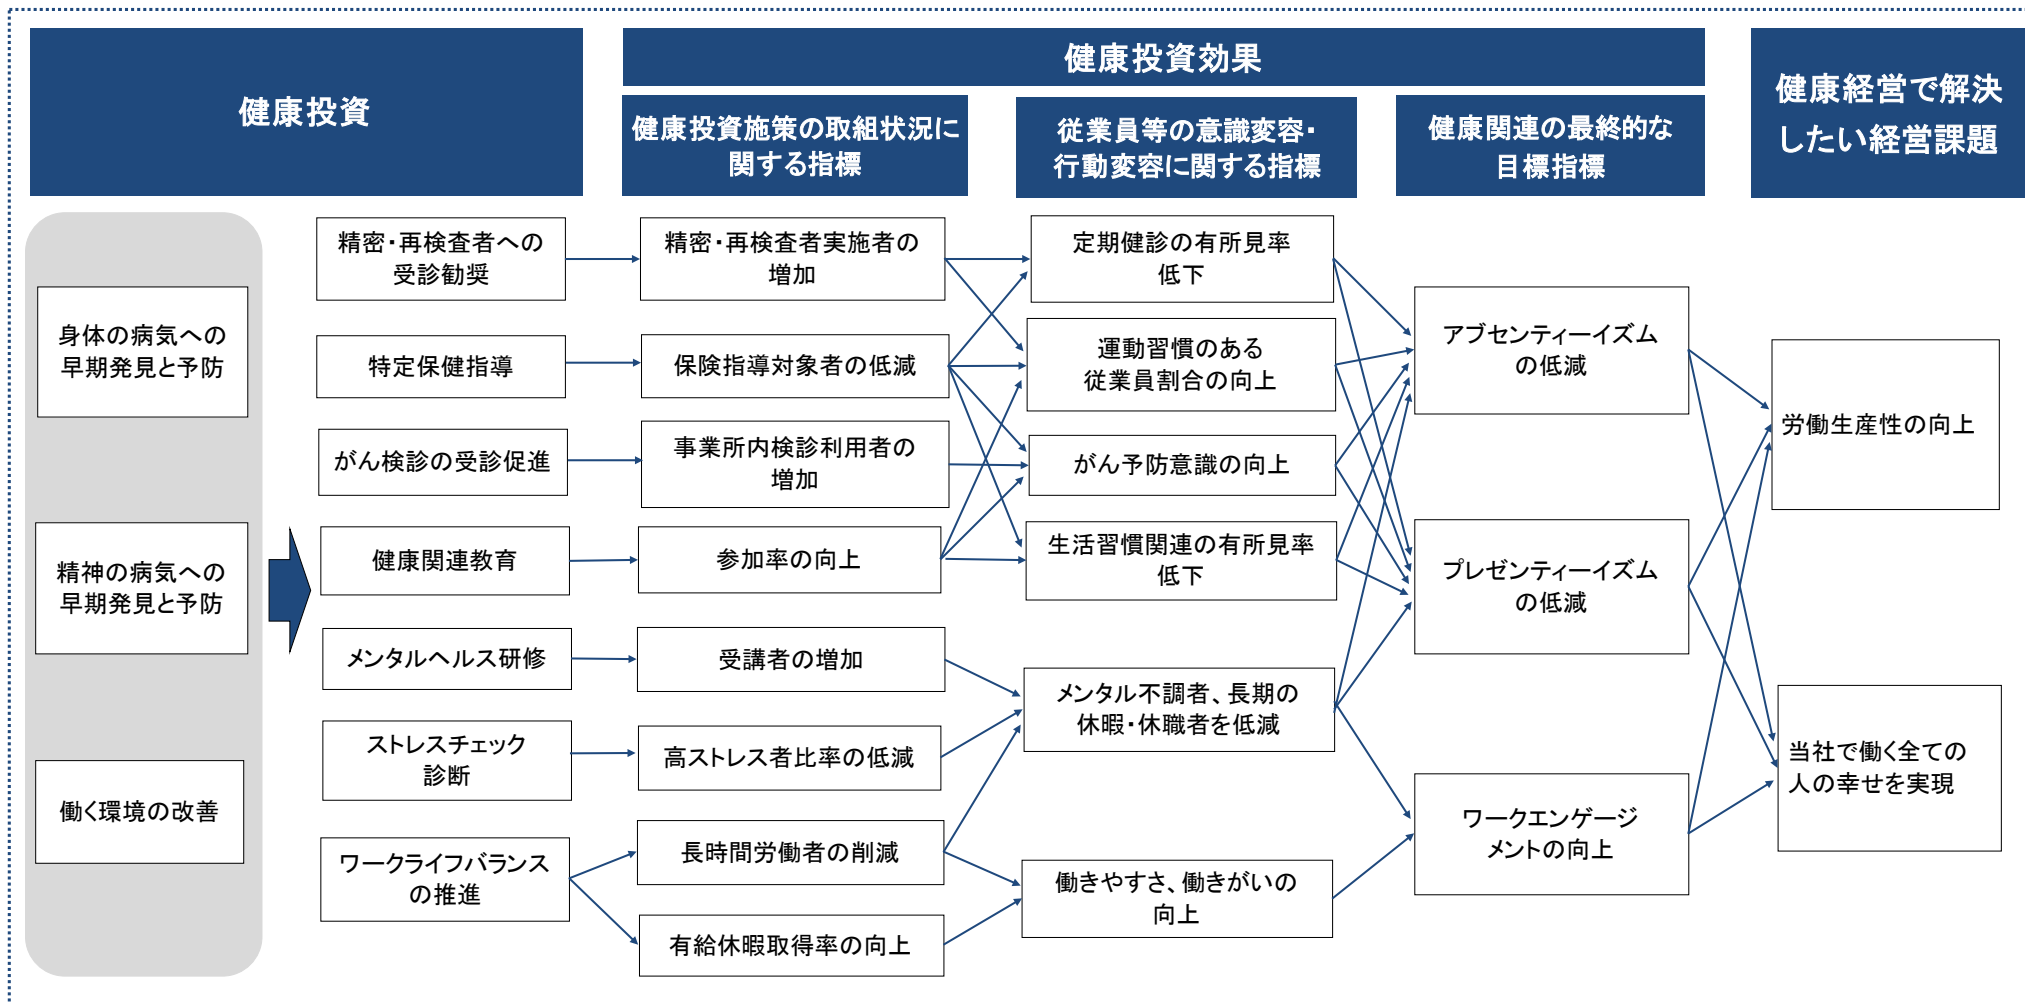 健康投資
健康投資効果
健康投資施策の取組状況に
関する指標
従業員等の意識変容・
行動変容に関する指標
健康関連の最終的な
目標指標
健康経営で解決
したい経営課題
身体の病気への
早期発見と予防
精神の病気への
早期発見と予防
働く環境の改善
精密・再検査者への
受診勧奨
特定保健指導
がん検診の受診促進
健康関連教育
メンタルヘルス研修
ストレスチェック
診断
ワークライフバランス
の推進
精密・再検査者実施者の
増加
保険指導対象者の低減
事業所内検診利用者の
増加
参加率の向上
受講者の増加
高ストレス者比率の低減
長時間労働者の削減
有給休暇取得率の向上
定期健診の有所見率
低下
運動習慣のある
従業員割合の向上
がん予防意識の向上
生活習慣関連の有所見率
低下
メンタル不調者、長期の
休暇・休職者を低減
働きやすさ、働きがいの
向上
アブセンティーイズム
の低減
プレゼンティーイズム
の低減
ワークエンゲージ
メントの向上
労働生産性の向上
当社で働く全ての
人の幸せを実現